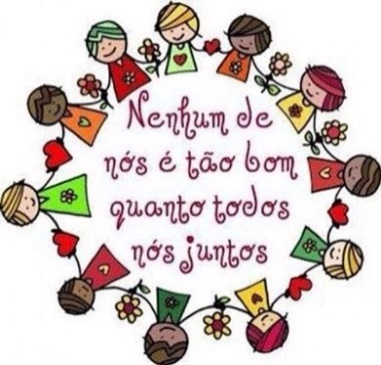 Nenhum de
nós é tão bom
quanto todos
nós juntos